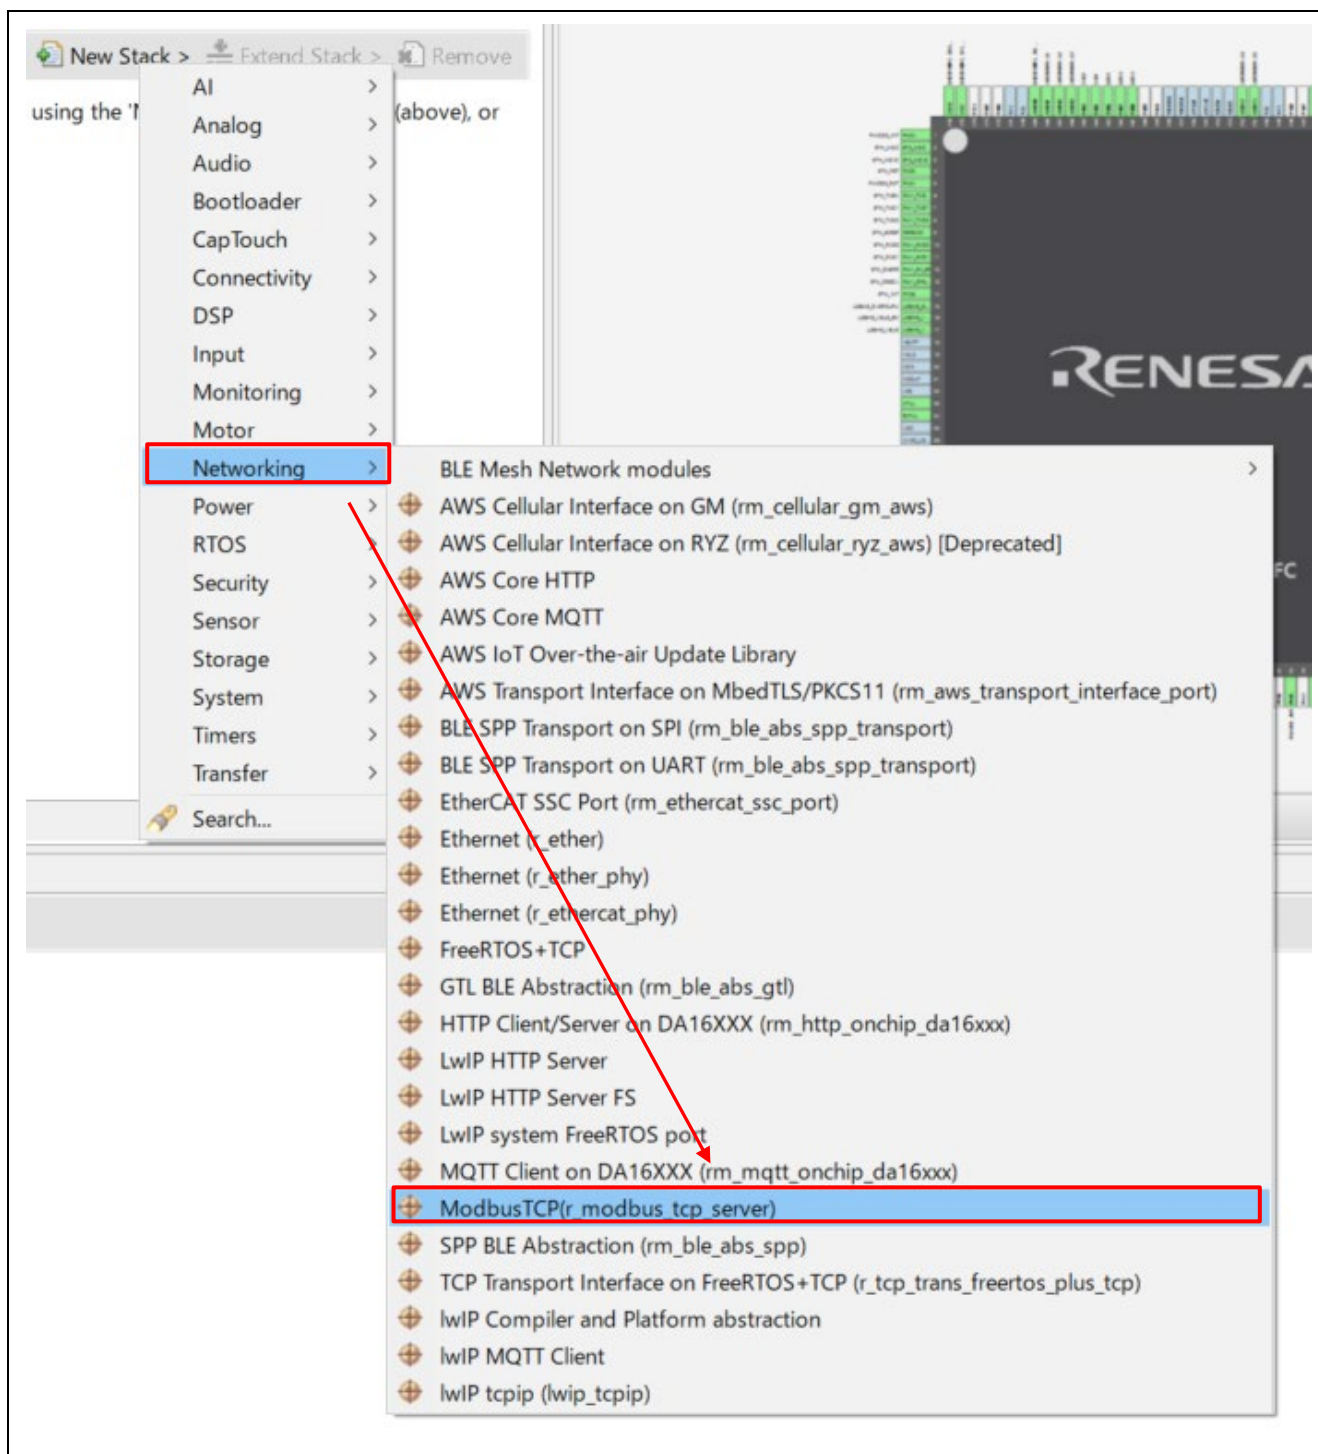 New Stack > Extend Stack > Remove
using the 'N
(above), or
AI
Analog
Audio
Bootloader
CapTouch
Connectivity
DSP
Input
Monitoring
Motor
Networking
Power
RTOS
Security
Sensor
Storage
System
Timers
Transfer
Search...
BLE Mesh Network modules
AWS Cellular Interface on GM (rm_cellular_gm_aws)
AWS Cellular Interface on RYZ (rm_cellular_ryz_aws) [Deprecated]
AWS Core HTTP
AWS Core MQTT
AWS IoT Over-the-air Update Library
AWS Transport Interface on MbedTLS/PKCS11 (rm_aws_transport_interface_port)
BLE SPP Transport on SPI (rm_ble_abs_spp_transport)
BLE SPP Transport on UART (rm_ble_abs_spp_transport)
EtherCAT SSC Port (rm_ethercat_ssc_port)
Ethernet (r_ether)
Ethernet (r_ether_phy)
Ethernet (r_ethercat_phy)
FreeRTOS+TCP
GTL BLE Abstraction (rm_ble_abs_gtl)
HTTP Client/Server on DA16XXX (rm_http_onchip_da16xxx)
LwIP HTTP Server
LwIP HTTP Server FS
LwIP system FreeRTOS port
MQTT Client on DA16XXX (rm_mqtt_onchip_da16xxx)
ModbusTCP(r_modbus_tcp_server)
SPP BLE Abstraction (rm_ble_abs_spp)
TCP Transport Interface on FreeRTOS+TCP (r_tcp_trans_freertos_plus_tcp)
lwIP Compiler and Platform abstraction
lwIP MQTT Client
lwIP tcpip (lwip_tcpip)
RENESA
FC